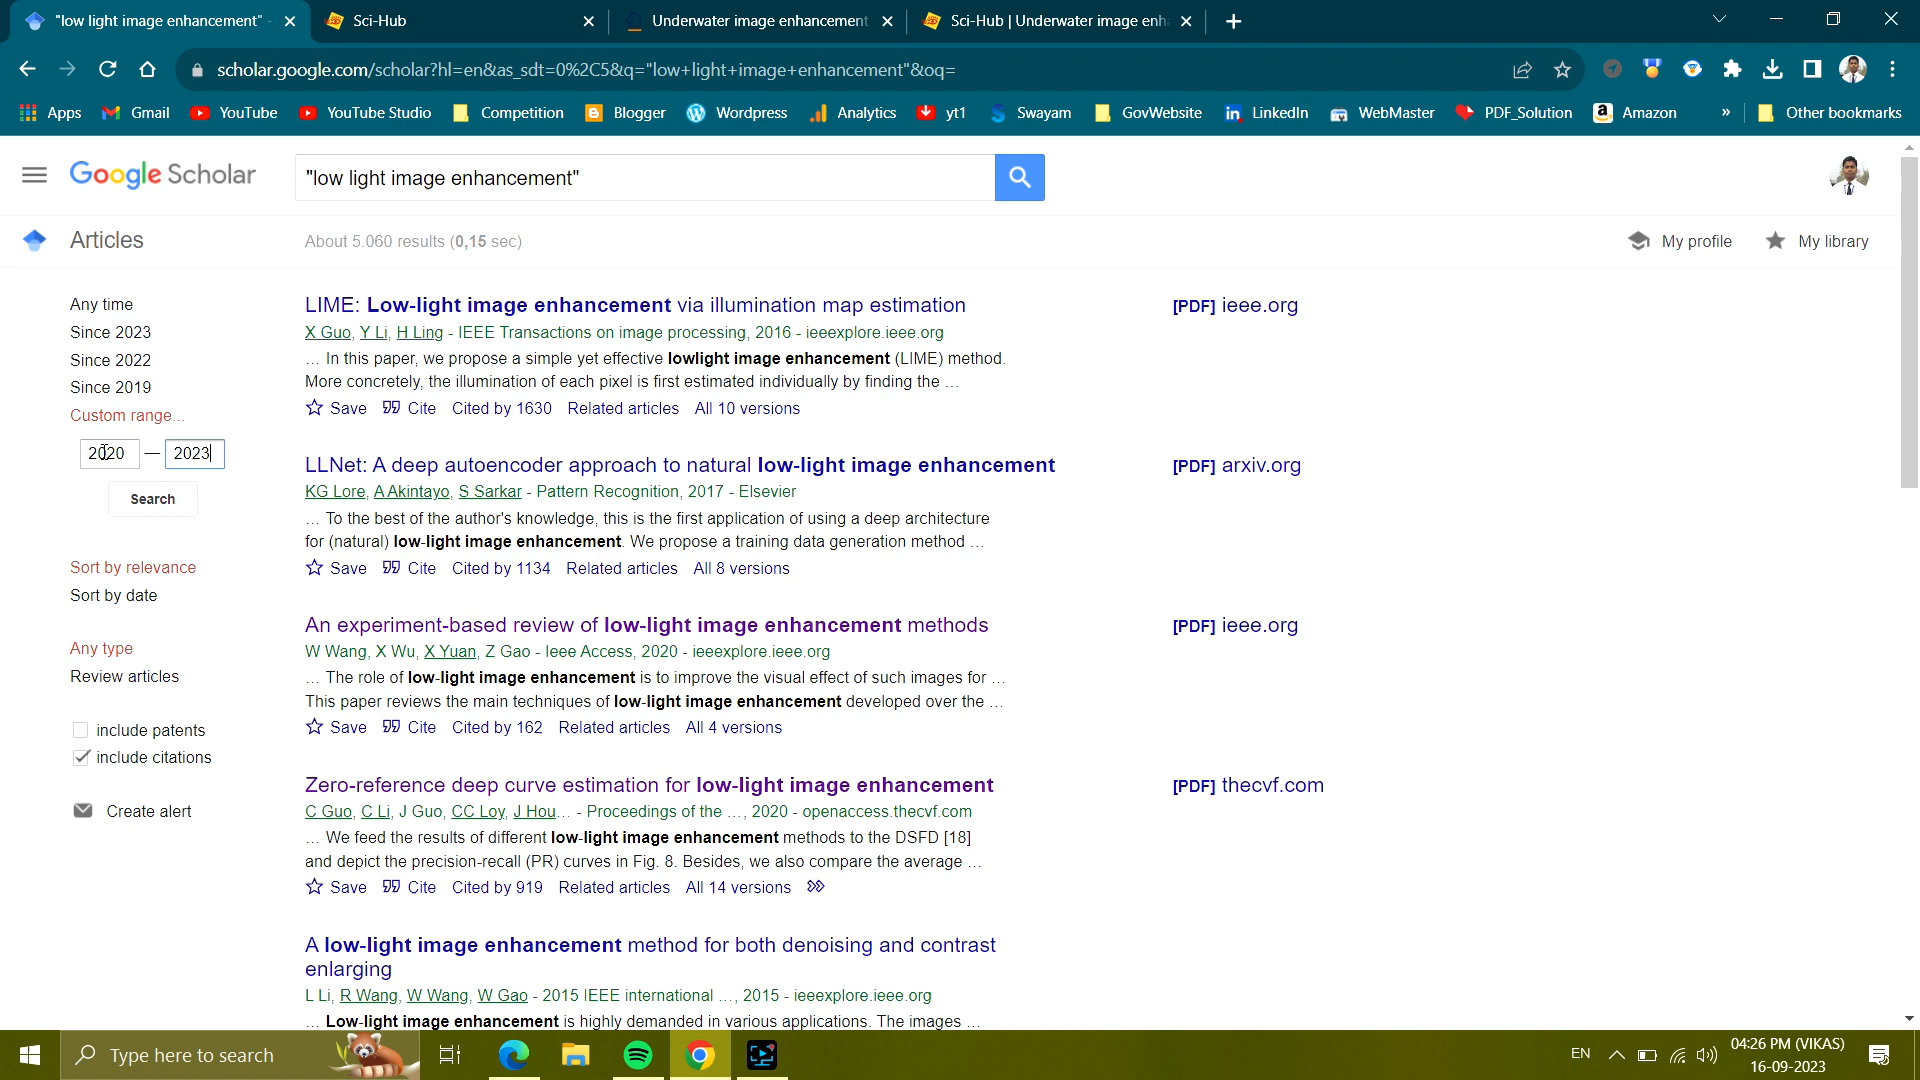 "low light image enhancement" -
Sci-Hub
Underwater image enhancement
Sci-Hub | Underwater image enh
scholar.google.com/scholar?hl=en&as_sdt=0%2C5&q="low+light+image+enhancement"&oq=
Apps
Gmail
YouTube
YouTube Studio
Competition
Blogger
Wordpress
Analytics
yt1
Swayam
GovWebsite
LinkedIn
WebMaster
PDF_Solution
Amazon
»
Other bookmarks
Google Scholar
"low light image enhancement"
Articles
About 5.060 results (0,15 sec)
My profile
My library
Any time
Since 2023
Since 2022
Since 2019
Custom range...
2020 — 2023
Search
Sort by relevance
Sort by date
Any type
Review articles
include patents
include citations
Create alert
LIME: Low-light image enhancement via illumination map estimation
[PDF] ieee.org
X Guo, Y Li, H Ling - IEEE Transactions on image processing, 2016 - ieeexplore.ieee.org
… In this paper, we propose a simple yet effective lowlight image enhancement (LIME) method.
More concretely, the illumination of each pixel is first estimated individually by finding the …
Save Cite Cited by 1630 Related articles All 10 versions
LLNet: A deep autoencoder approach to natural low-light image enhancement
[PDF] arxiv.org
KG Lore, A Akintayo, S Sarkar - Pattern Recognition, 2017 - Elsevier
… To the best of the author's knowledge, this is the first application of using a deep architecture
for (natural) low-light image enhancement. We propose a training data generation method …
Save Cite Cited by 1134 Related articles All 8 versions
An experiment-based review of low-light image enhancement methods
[PDF] ieee.org
W Wang, X Wu, X Yuan, Z Gao - Ieee Access, 2020 - ieeexplore.ieee.org
… The role of low-light image enhancement is to improve the visual effect of such images for …
This paper reviews the main techniques of low-light image enhancement developed over the …
Save Cite Cited by 162 Related articles All 4 versions
Zero-reference deep curve estimation for low-light image enhancement
[PDF] thecvf.com
C Guo, C Li, J Guo, CC Loy, J Hou… - Proceedings of the …, 2020 - openaccess.thecvf.com
… We feed the results of different low-light image enhancement methods to the DSFD [18]
and depict the precision-recall (PR) curves in Fig. 8. Besides, we also compare the average …
Save Cite Cited by 919 Related articles All 14 versions
A low-light image enhancement method for both denoising and contrast
enlarging
L Li, R Wang, W Wang, W Gao - 2015 IEEE international …, 2015 - ieeexplore.ieee.org
… Low-light image enhancement is highly demanded in various applications. The images …
Type here to search
EN
04:26 PM (VIKAS)
16-09-2023